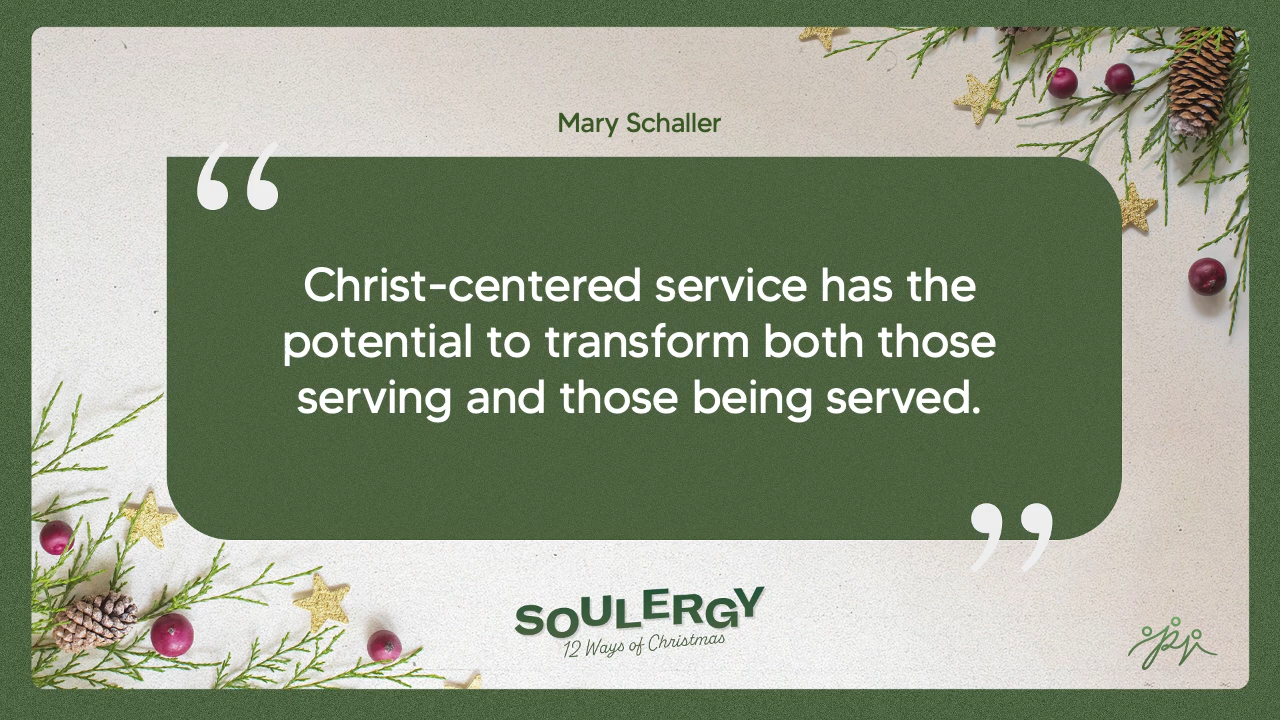 Mary Schaller
“
Christ-centered service has the
potential to transform both those
serving and those being served.
”
SOULERGY
12 Ways of Christmas